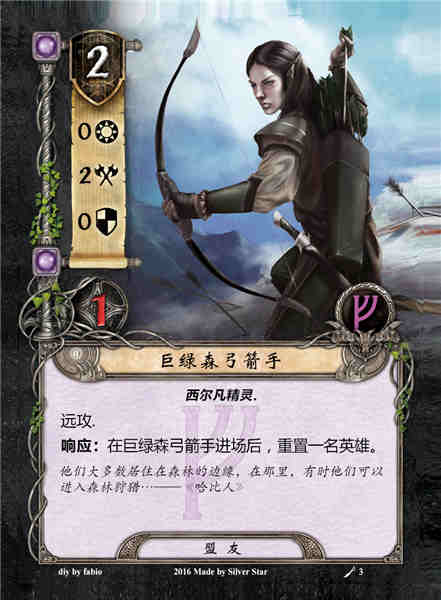 2
0
2
0
1
巨绿森弓箭手
西尔凡精灵.
远攻.
响应：在巨绿森弓箭手进场后，重置一名英雄。
他们大多数居住在森林的边缘，在那里，有时他们可以
进入森林狩猎…——《哈比人》
盟友
diy by fabio
2016 Made by Silver Star
3